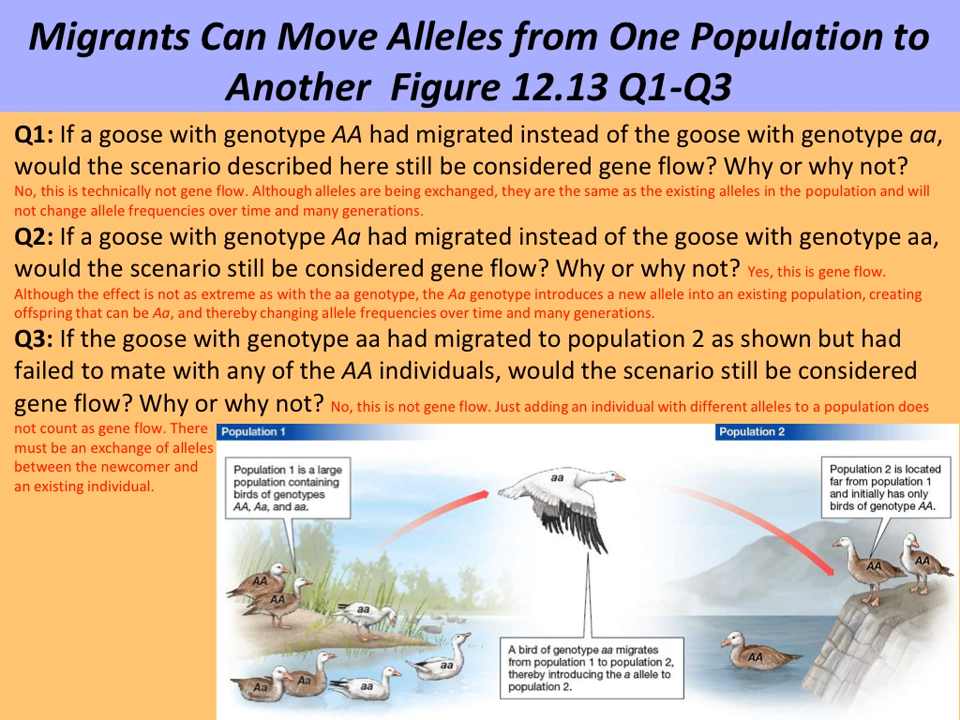 Migrants Can Move Alleles from One Population to
Another Figure 12.13 Q1-Q3
Q1: If a goose with genotype AA had migrated instead of the goose with genotype aa,
would the scenario described here still be considered gene flow? Why or why not?
No, this is technically not gene flow. Although alleles are being exchanged, they are the same as the existing alleles in the population and will
not change allele frequencies over time and many generations.
Q2: If a goose with genotype Aa had migrated instead of the goose with genotype aa,
would the scenario still be considered gene flow? Why or why not? Yes, this is gene flow.
Although the effect is not as extreme as with the aa genotype, the Aa genotype introduces a new allele into an existing population, creating
offspring that can be Aa, and thereby changing allele frequencies over time and many generations.
Q3: If the goose with genotype aa had migrated to population 2 as shown but had
failed to mate with any of the AA individuals, would the scenario still be considered
gene flow? Why or why not? No, this is not gene flow. Just adding an individual with different alleles to a population does
not count as gene flow. There
must be an exchange of alleles
between the newcomer and
an existing individual.
Population 1
Population 2
Population 1 is a large
population containing
birds of genotypes
AA, Aa, and aa.
aa
Population 2 is located
far from population 1
and initially has only
birds of genotype AA.
AA
AA
AA
AA
aa
aa
Aa
Aa
aa
A bird of genotype aa migrates
from population 1 to population 2,
thereby introducing the a allele to
population 2.
AA